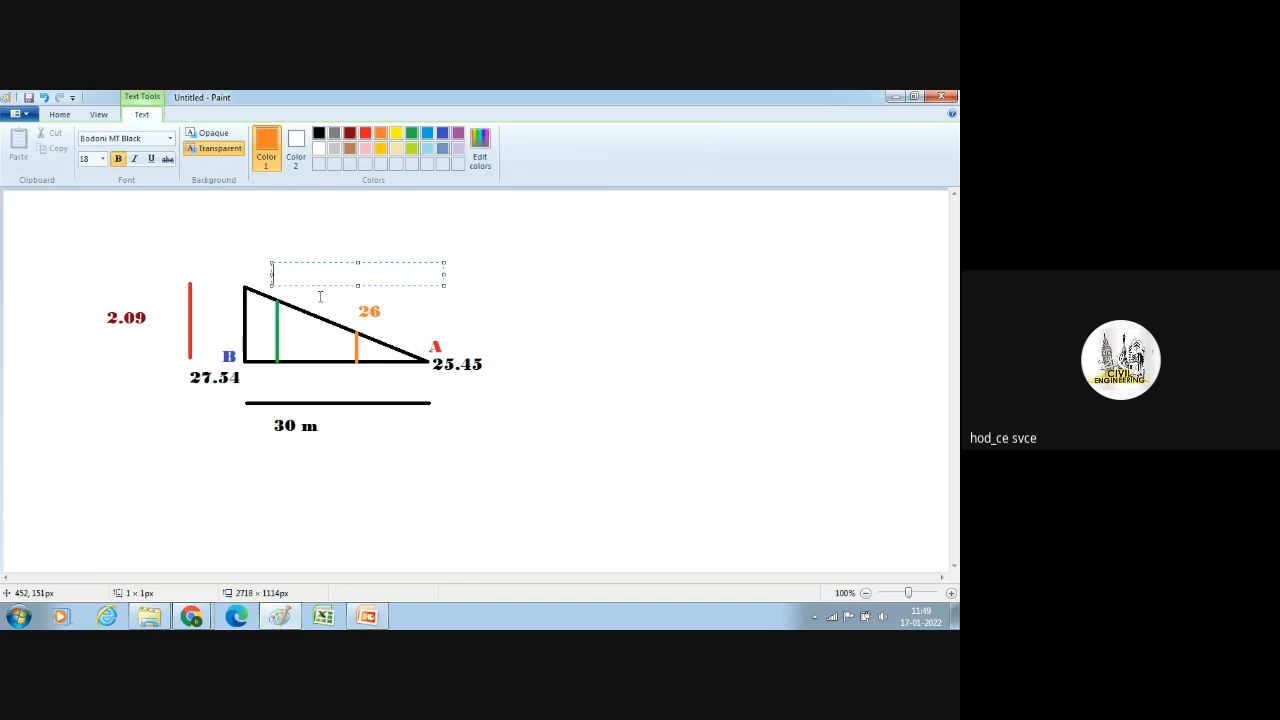 Text Tools
Untitled - Paint
Home
View
Text
Paste
Cut
Copy
Clipboard
Bodoni MT Black
18
B I U abc
Font
A Opaque
A Transparent
Background
Color 1
Color 2
Edit colors
Colors
26
2.09
B
A
27.54
25.45
30 m
452, 151px
1 × 1px
2718 × 1114px
100%
11:49
17-01-2022
CIVIL
ENGINEERING
hod_ce svce